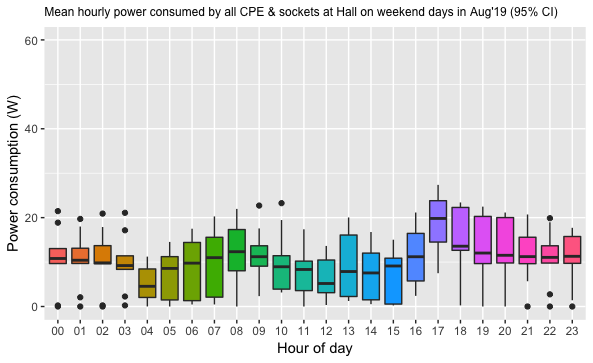 Mean hourly power consumed by all CPE & sockets at Hall on weekend days in Aug'19 (95% CI)
60
40
20
0
Power consumption (W)
00 01 02 03 04 05 06 07 08 09 10 11 12 13 14 15 16 17 18 19 20 21 22 23
Hour of day